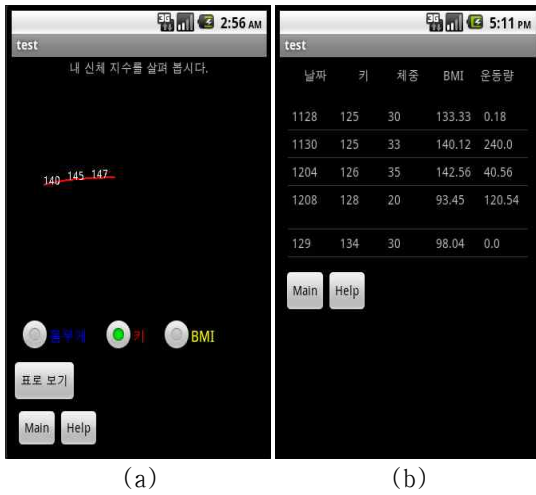 3G 2:56 AM
test
내 신체 지수를 살펴 봅시다.
140 145 147
몸무게 키 BMI
표로 보기
Main Help
(a)
3G 5:11 PM
test
날짜 키 체중 BMI 운동량
1128 125 30 133.33 0.18
1130 125 33 140.12 240.0
1204 126 35 142.56 40.56
1208 128 20 93.45 120.54
129 134 30 98.04 0.0
Main Help
(b)